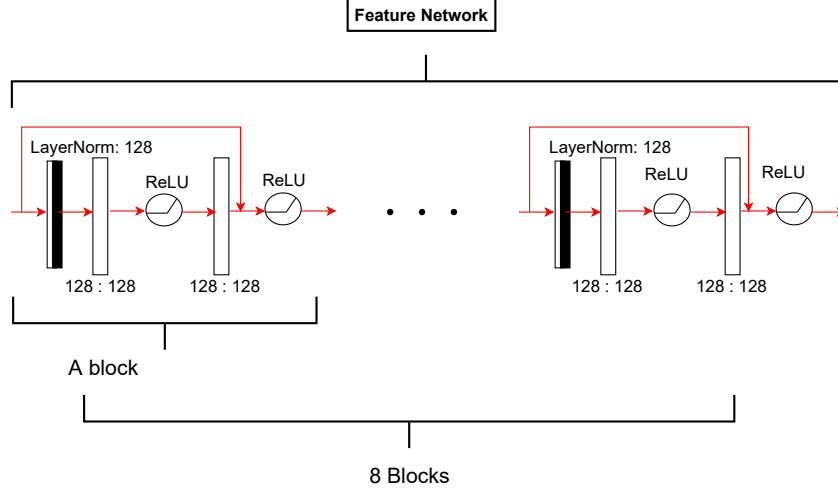 Feature Network
LayerNorm: 128
ReLU
ReLU
128 : 128
128 : 128
LayerNorm: 128
ReLU
ReLU
128 : 128
128 : 128
A block
8 Blocks